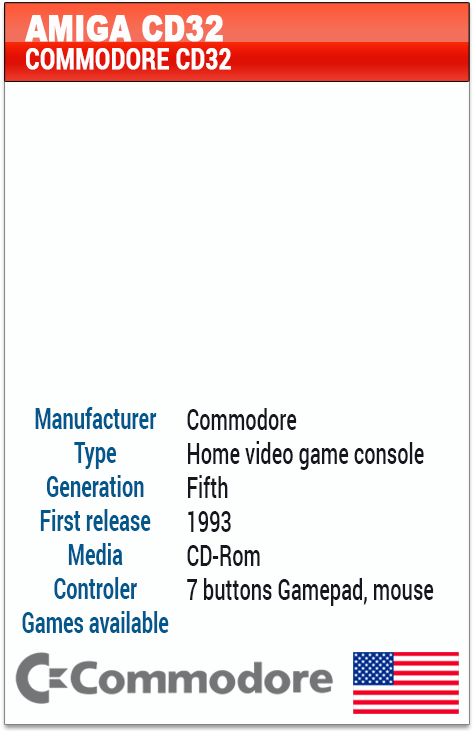 AMIGA CD32
COMMODORE CD32
Manufacturer Commodore
Type Home video game console
Generation Fifth
First release 1993
Media CD-Rom
Controler 7 buttons Gamepad, mouse
Games available
Commodore